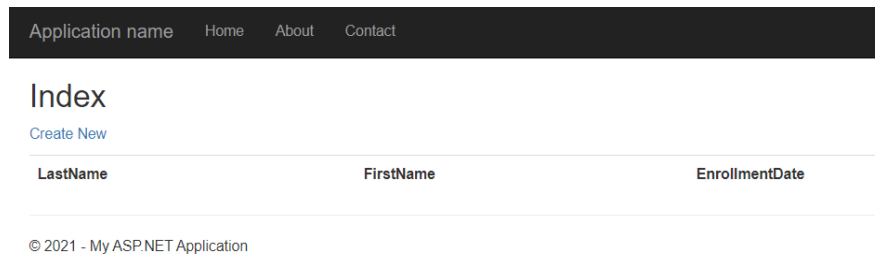 Application name Home About Contact
Index
Create New
LastName FirstName EnrollmentDate
© 2021 - My ASP.NET Application